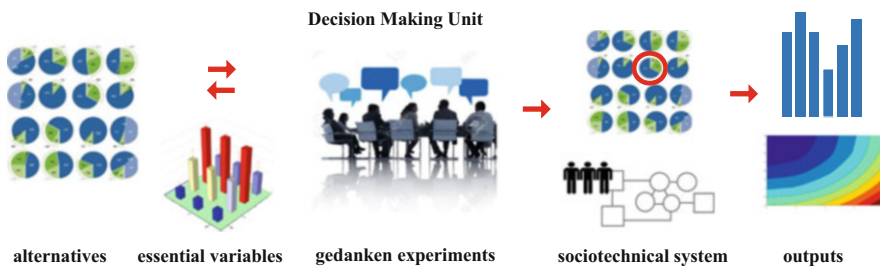 Decision Making Unit
alternatives essential variables gedanken experiments sociotechnical system outputs